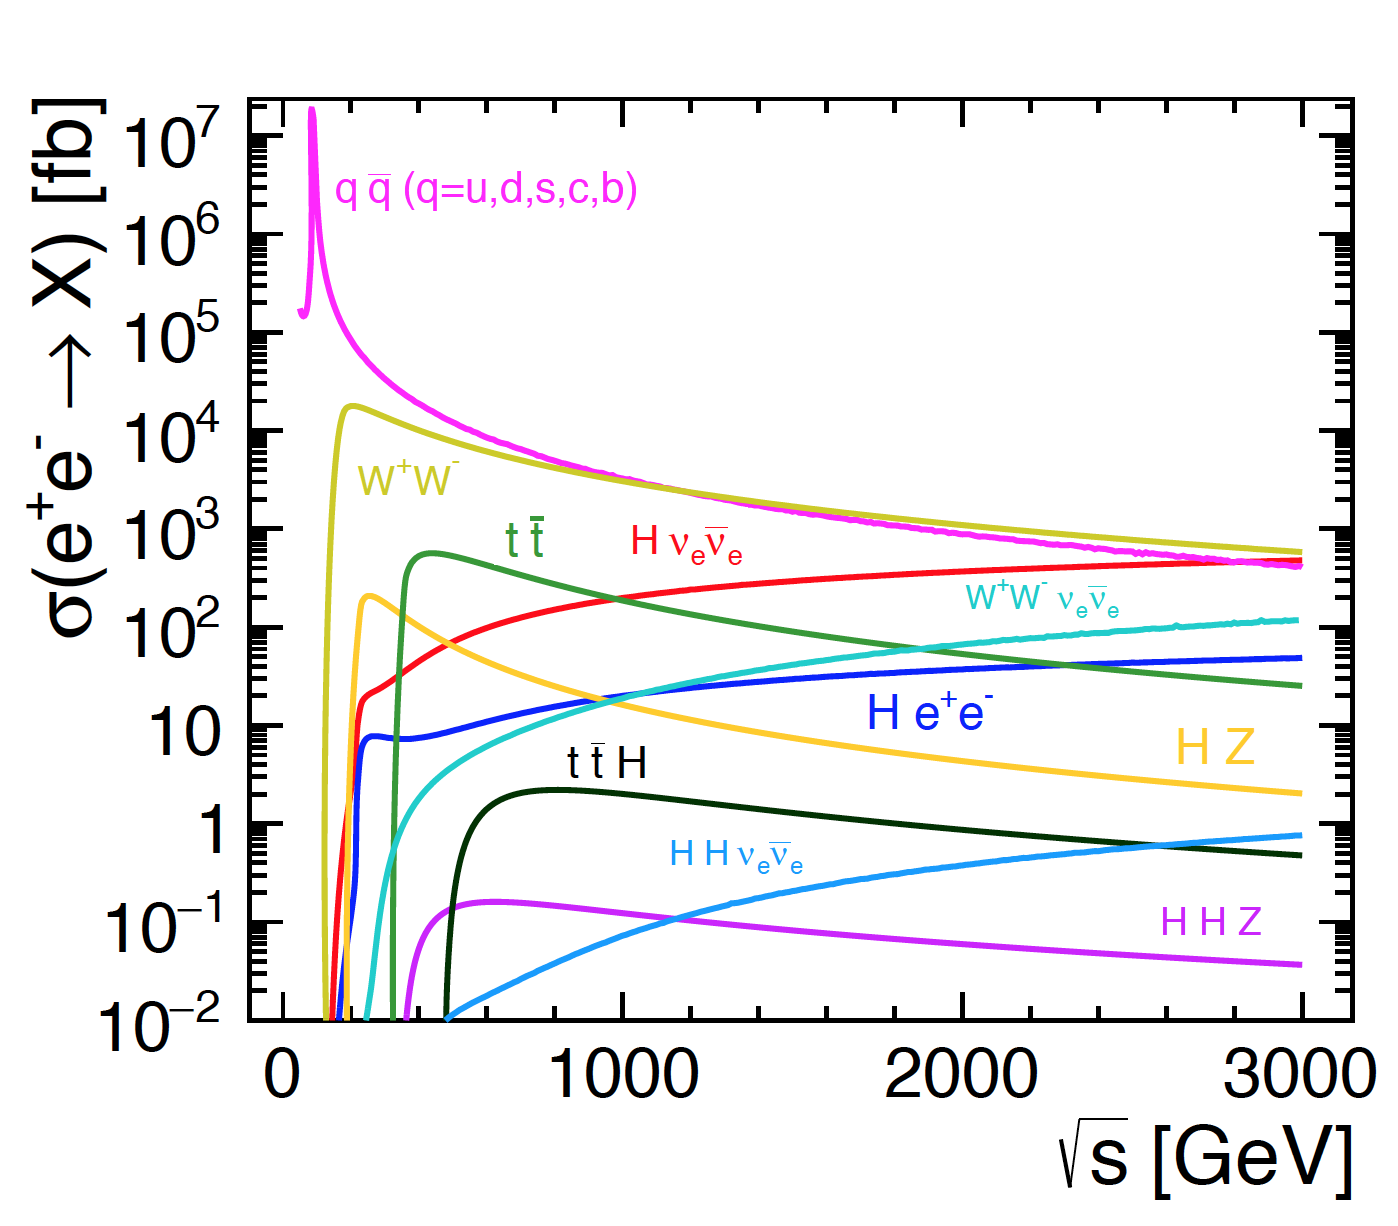 σ(e⁺e⁻ → X) [fb]
10⁷
10⁶
10⁵
10⁴
10³
10²
10
1
10⁻¹
10⁻²
q q̅ (q=u,d,s,c,b)
W⁺W⁻
t t̅
H νₑν̅ₑ
W⁺W⁻ νₑν̅ₑ
H e⁺e⁻
H Z
t t̅ H
H H νₑν̅ₑ
H H Z
0 1000 2000 3000
√s [GeV]